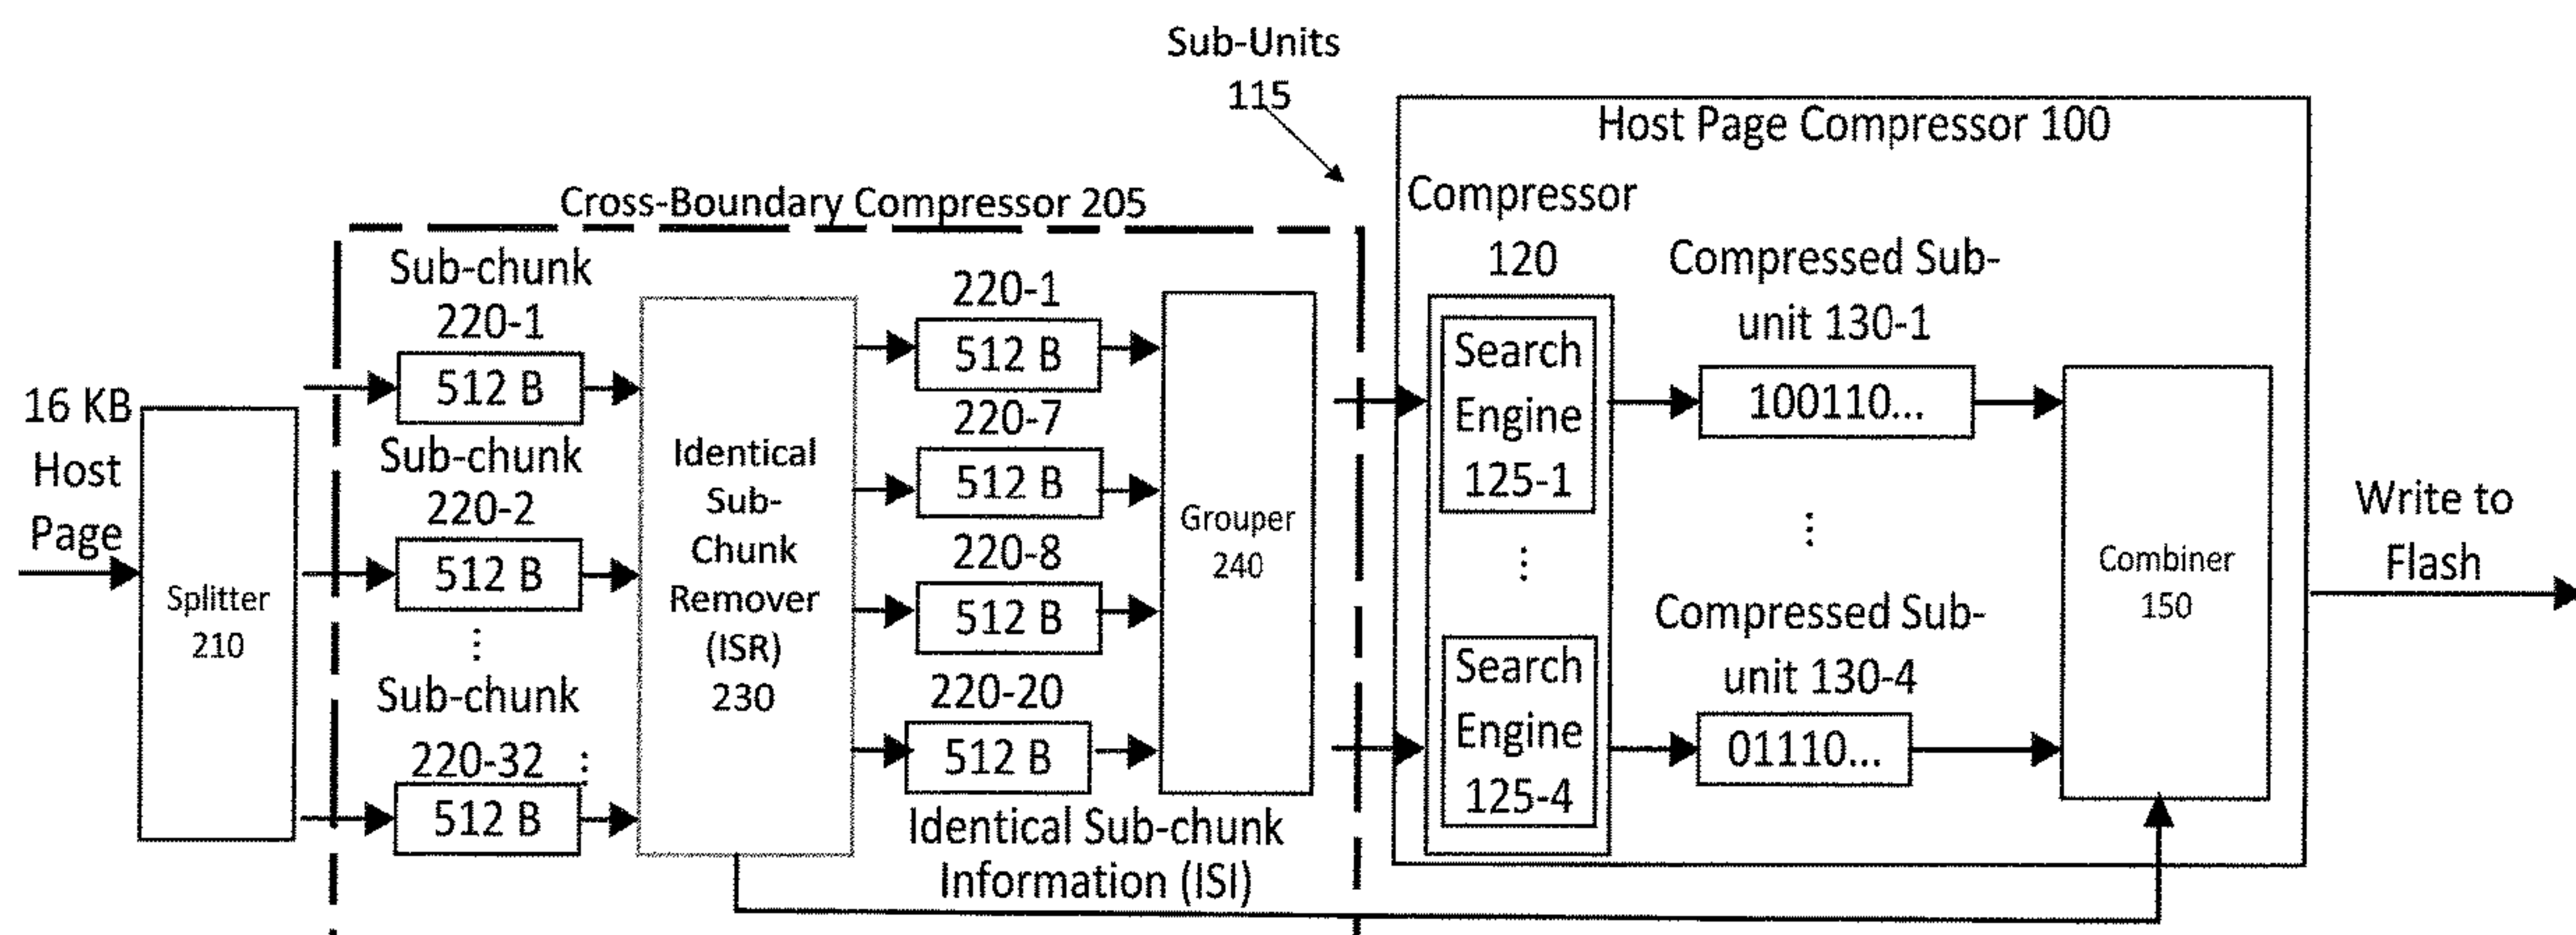 Sub-Units
115
Host Page Compressor 100
Cross-Boundary Compressor 205
Compressor
120
Sub-chunk
220-1
512 B
Sub-chunk
220-2
512 B
⋮
Sub-chunk
220-32 ⋮
512 B
16 KB
Host
Page
Splitter
210
Identical
Sub-
Chunk
Remover
(ISR)
230
220-1
512 B
220-7
512 B
220-8
512 B
220-20
512 B
Identical Sub-chunk
Information (ISI)
Grouper
240
Search
Engine
125-1
⋮
Search
Engine
125-4
Compressed Sub-
unit 130-1
100110...
⋮
Compressed Sub-
unit 130-4
01110...
Combiner
150
Write to
Flash